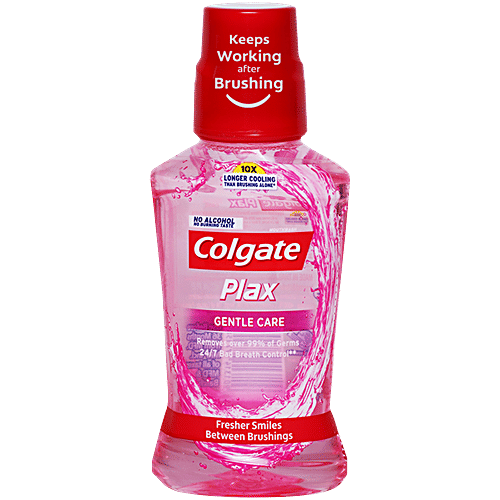 Keeps
Working
after
Brushing
10X
LONGER COOLING
THAN BRUSHING ALONE*
NO ALCOHOL
NO BURNING TASTE
Colgate
Plax
GENTLE CARE
Removes over 99% of Germs
24/7 Bad Breath Control**
Fresher Smiles
Between Brushings